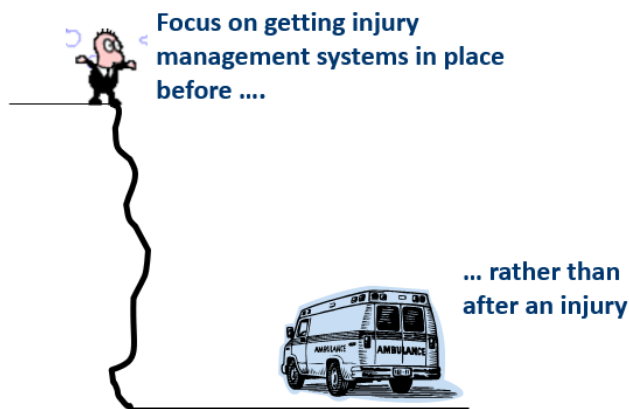 Focus on getting injury
management systems in place
before ....
... rather than
after an injury
AMBULANCE
AMBULANCE